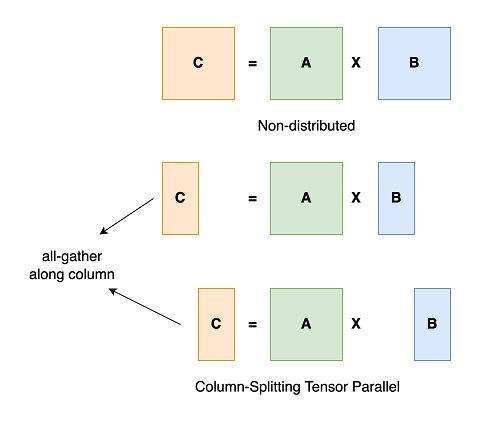 C = A X B
Non-distributed
C = A X B
all-gather
along column
C = A X B
Column-Splitting Tensor Parallel